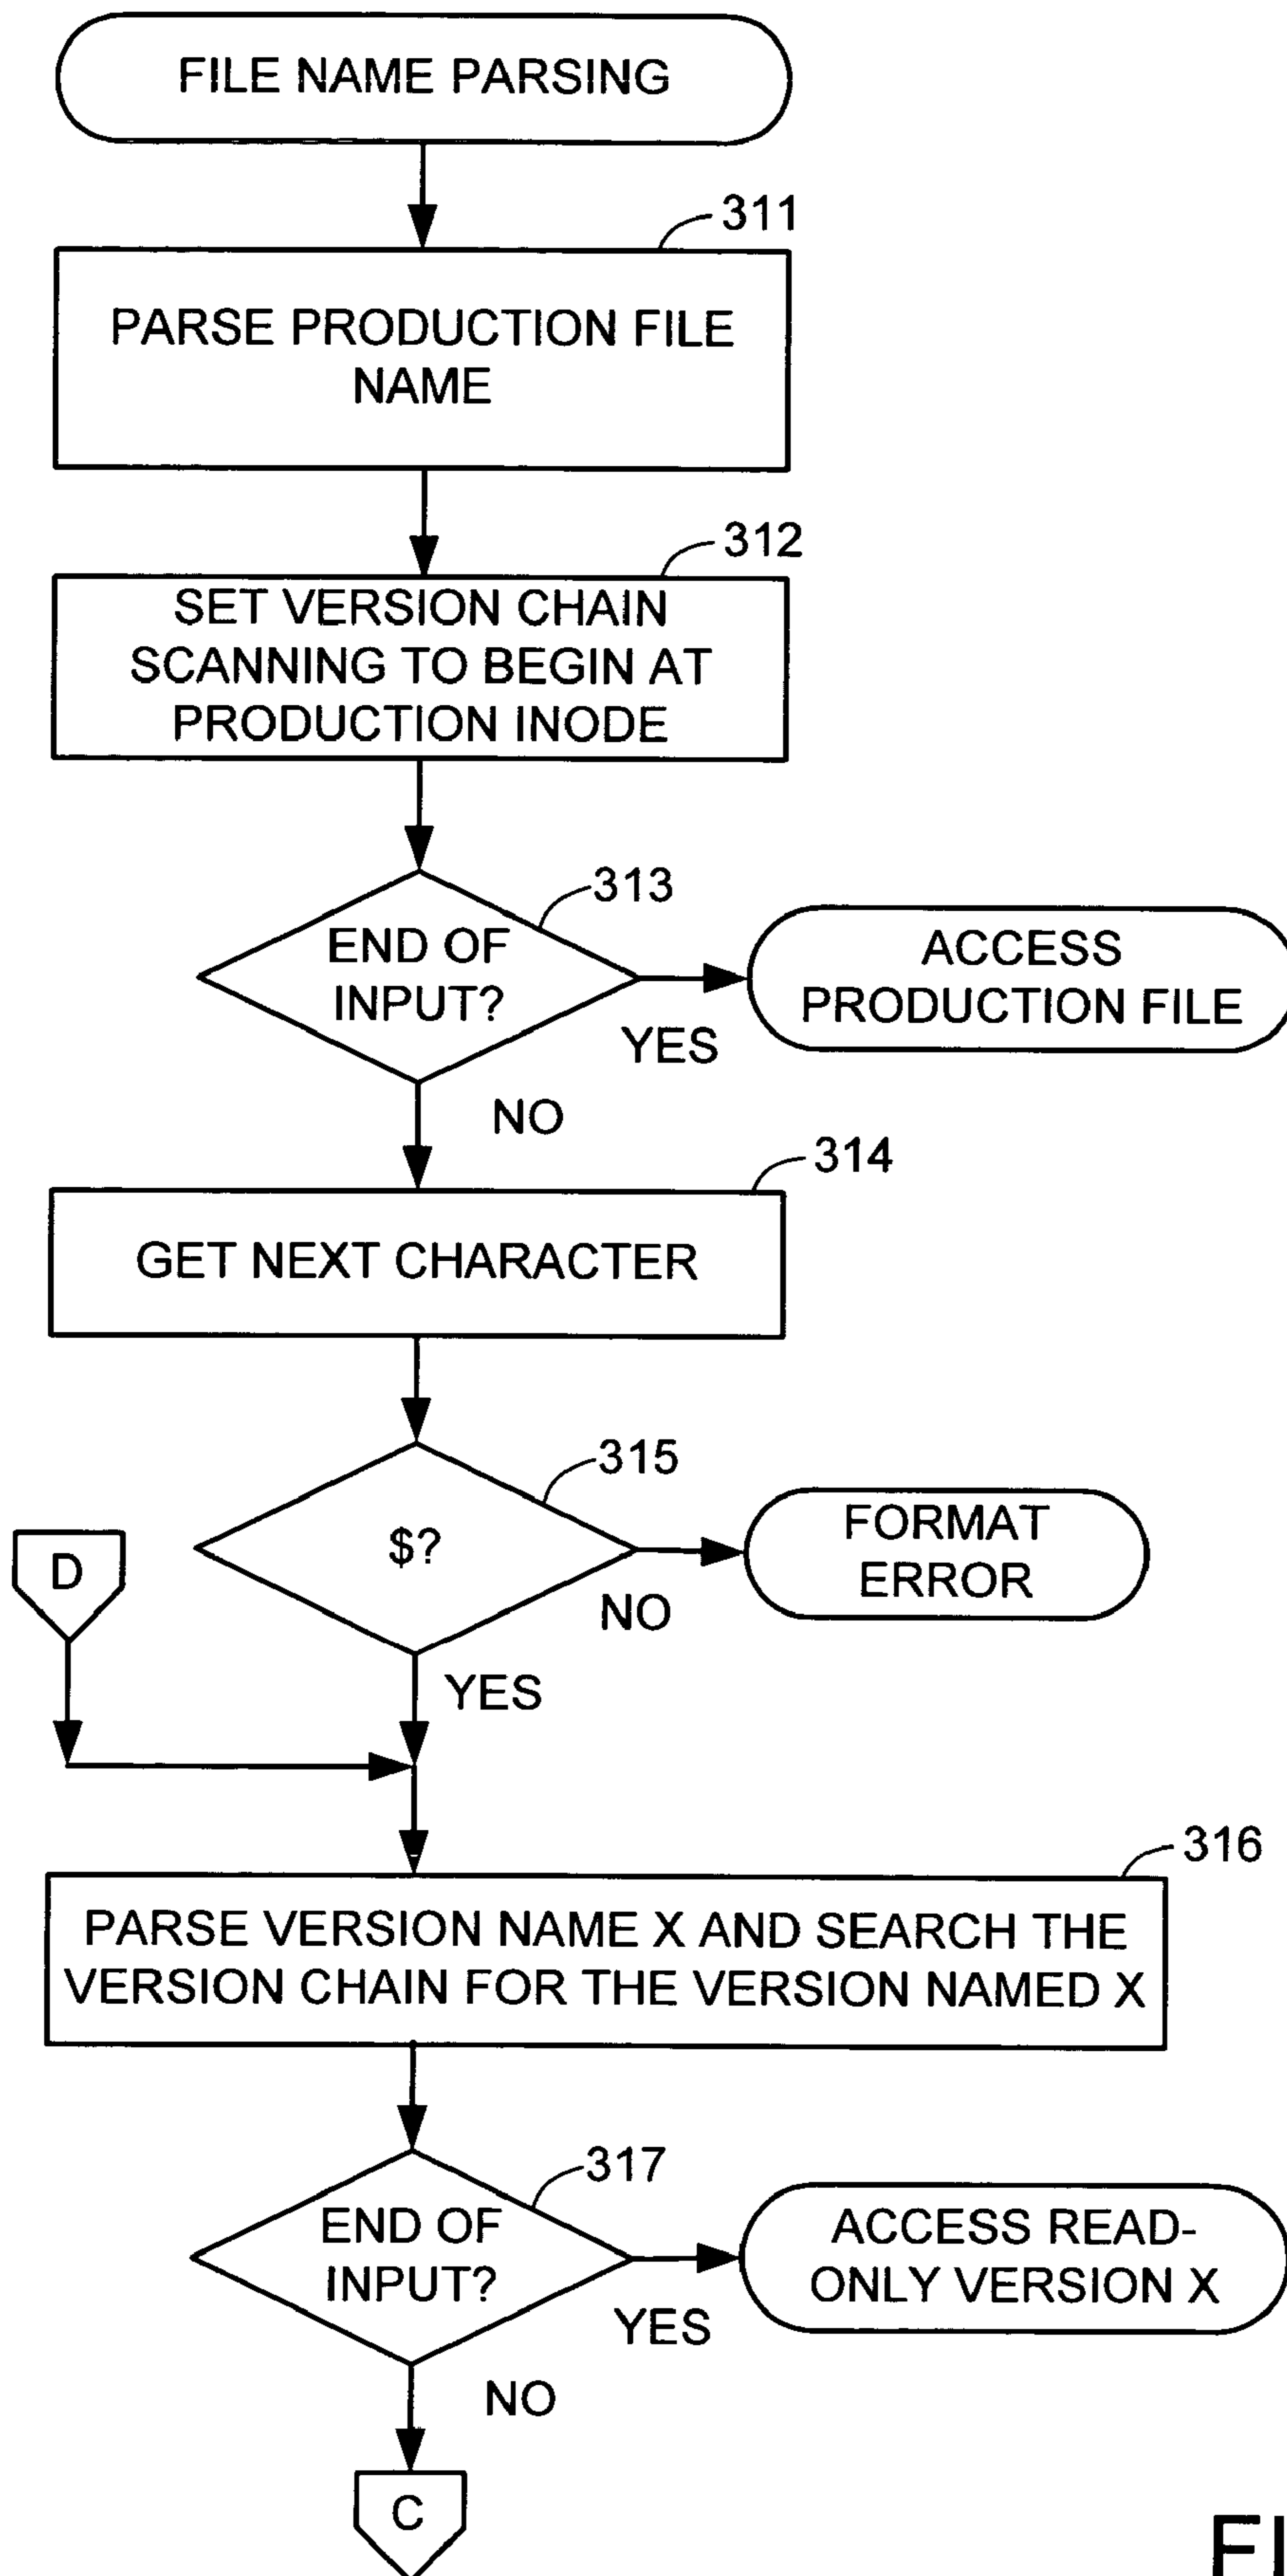 FILE NAME PARSING
311
PARSE PRODUCTION FILE
NAME
312
SET VERSION CHAIN
SCANNING TO BEGIN AT
PRODUCTION INODE
313
END OF
INPUT?
YES
ACCESS
PRODUCTION FILE
NO
314
GET NEXT CHARACTER
315
$?
NO
FORMAT
ERROR
D
YES
316
PARSE VERSION NAME X AND SEARCH THE
VERSION CHAIN FOR THE VERSION NAMED X
317
END OF
INPUT?
YES
ACCESS READ-
ONLY VERSION X
NO
C